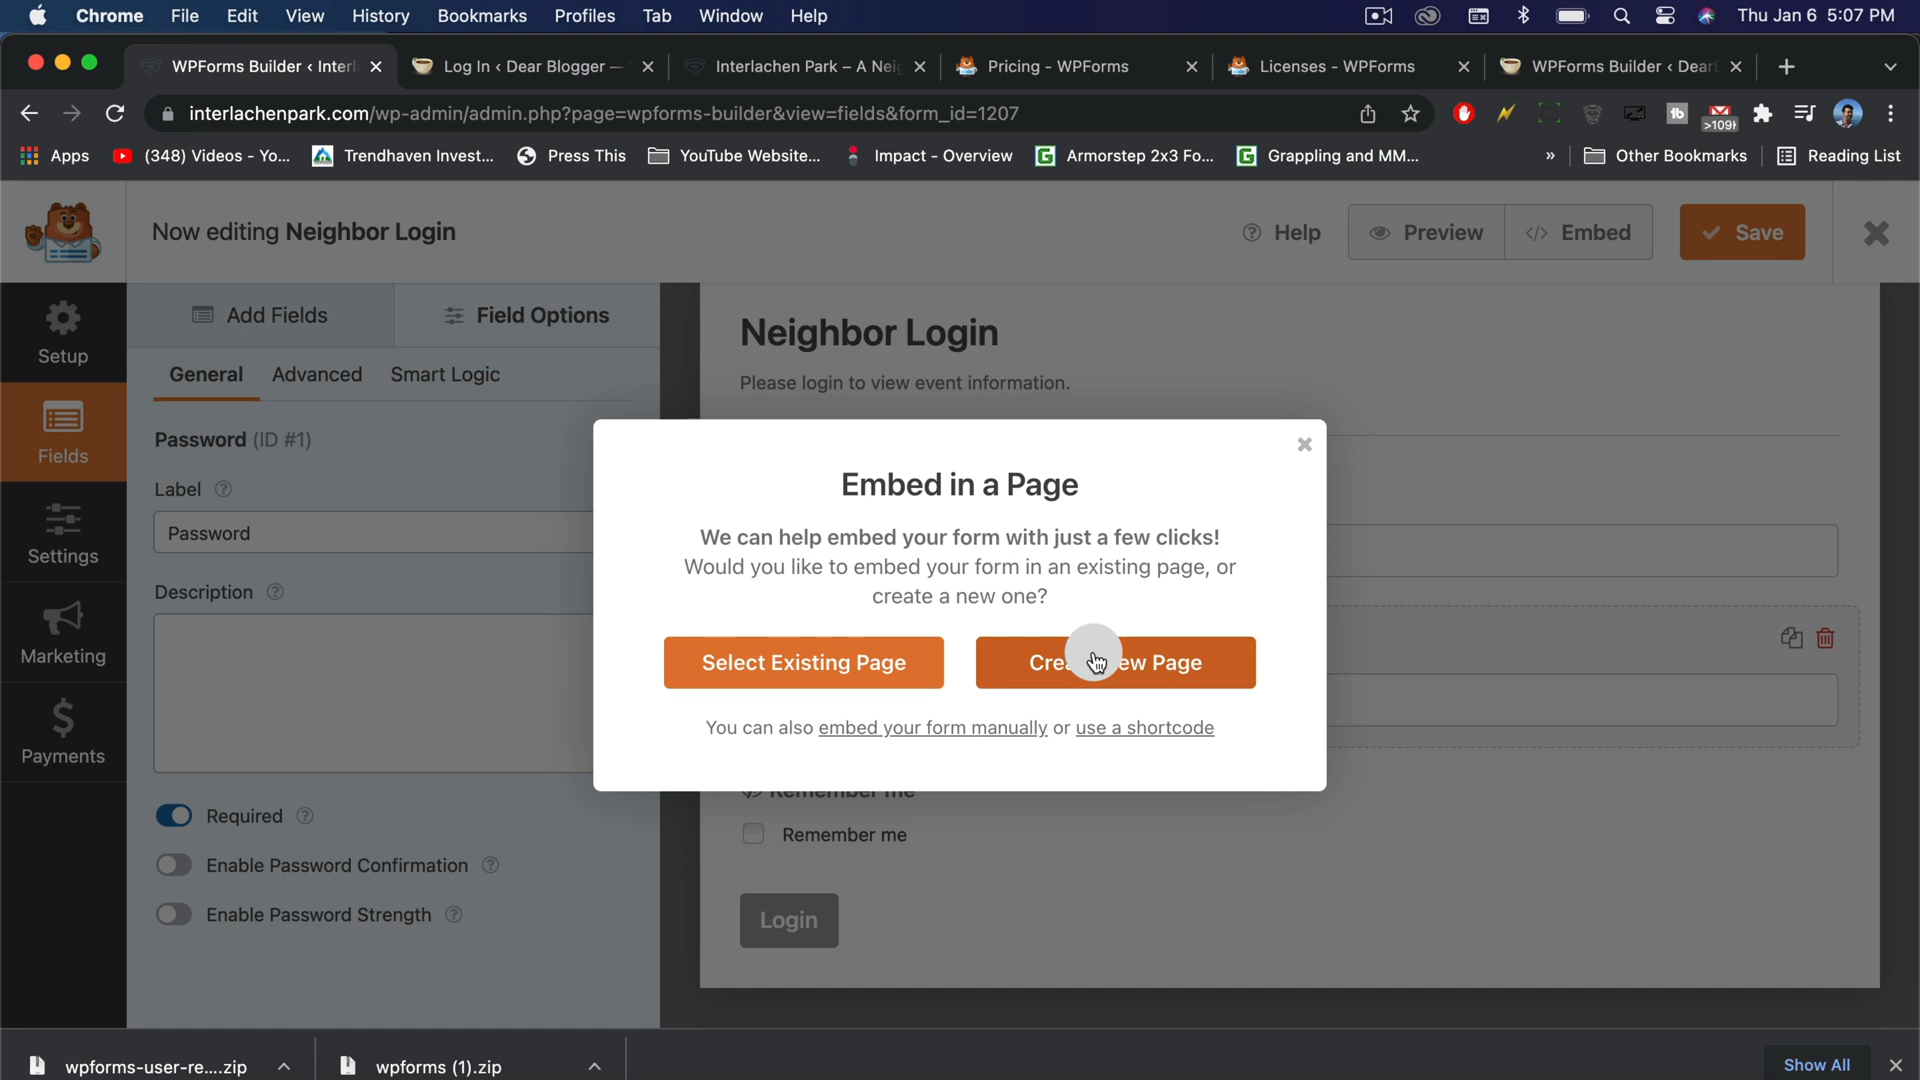 Chrome File Edit View History Bookmarks Profiles Tab Window Help Thu Jan 6 5:07 PM
WPForms Builder ‹ Interl Log In ‹ Dear Blogger — Interlachen Park – A Neig Pricing - WPForms Licenses - WPForms WPForms Builder ‹ Dearl
interlachenpark.com/wp-admin/admin.php?page=wpforms-builder&view=fields&form_id=1207 >109k
Apps (348) Videos - Yo... Trendhaven Invest... Press This YouTube Website... Impact - Overview Armorstep 2x3 Fo... Grappling and MM... » Other Bookmarks Reading List
Now editing Neighbor Login Help Preview </> Embed Save
Setup
Fields
Settings
Marketing
Payments
Add Fields Field Options
General Advanced Smart Logic
Password (ID #1)
Label
Password
Description
Required
Enable Password Confirmation
Enable Password Strength
Neighbor Login
Please login to view event information.
Embed in a Page
We can help embed your form with just a few clicks!
Would you like to embed your form in an existing page, or
create a new one?
Select Existing Page Page
You can also embed your form manually or use a shortcode
Remember me
Remember me
Login
wpforms-user-re....zip wpforms (1).zip Show All